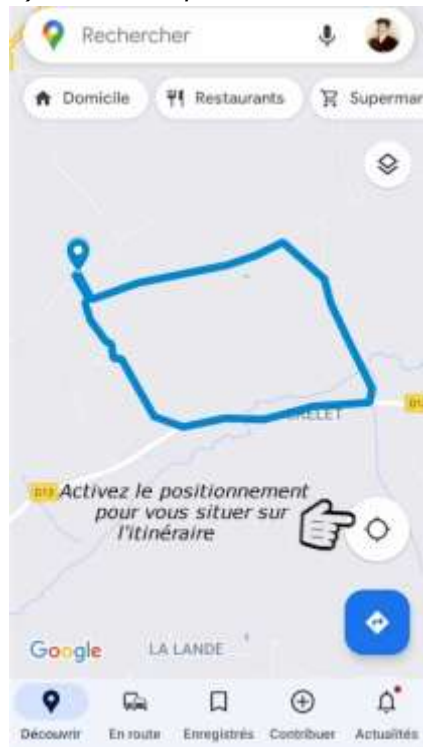 Rechercher
Domicile
Restaurants
Supermar
D13
Activez le positionnement
pour vous situer sur
l'itinéraire
Google
LA LANDE
Découvrir
En route
Enregistrés
Contribuer
Actualités